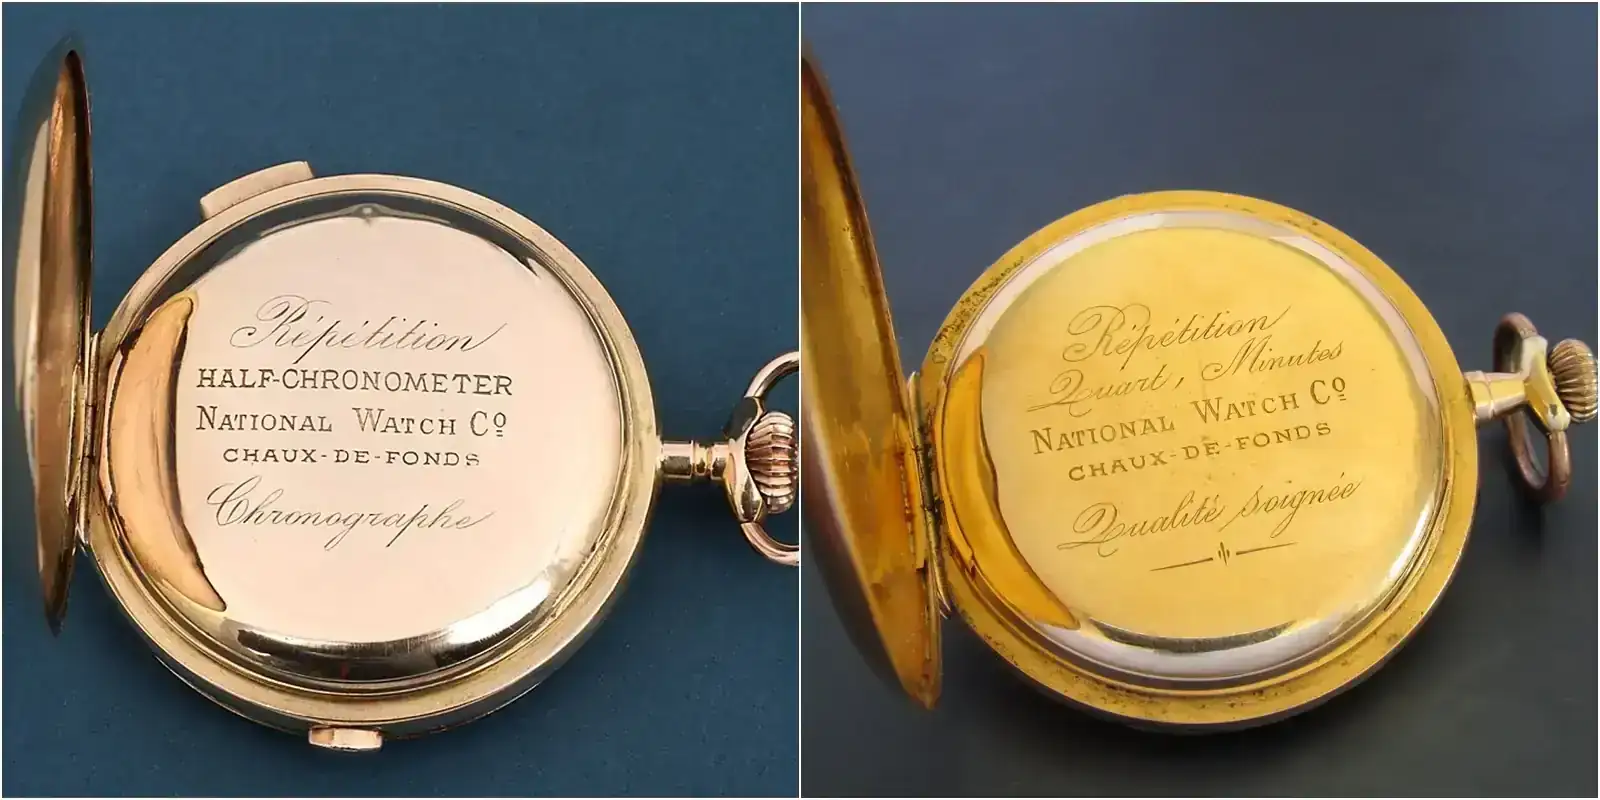 Répétition
HALF-CHRONOMETER
NATIONAL WATCH Cº
CHAUX-DE-FONDS
Chronographe
Répétition
Quart, Minutes
NATIONAL WATCH Cº
CHAUX-DE-FONDS
Qualité soignée